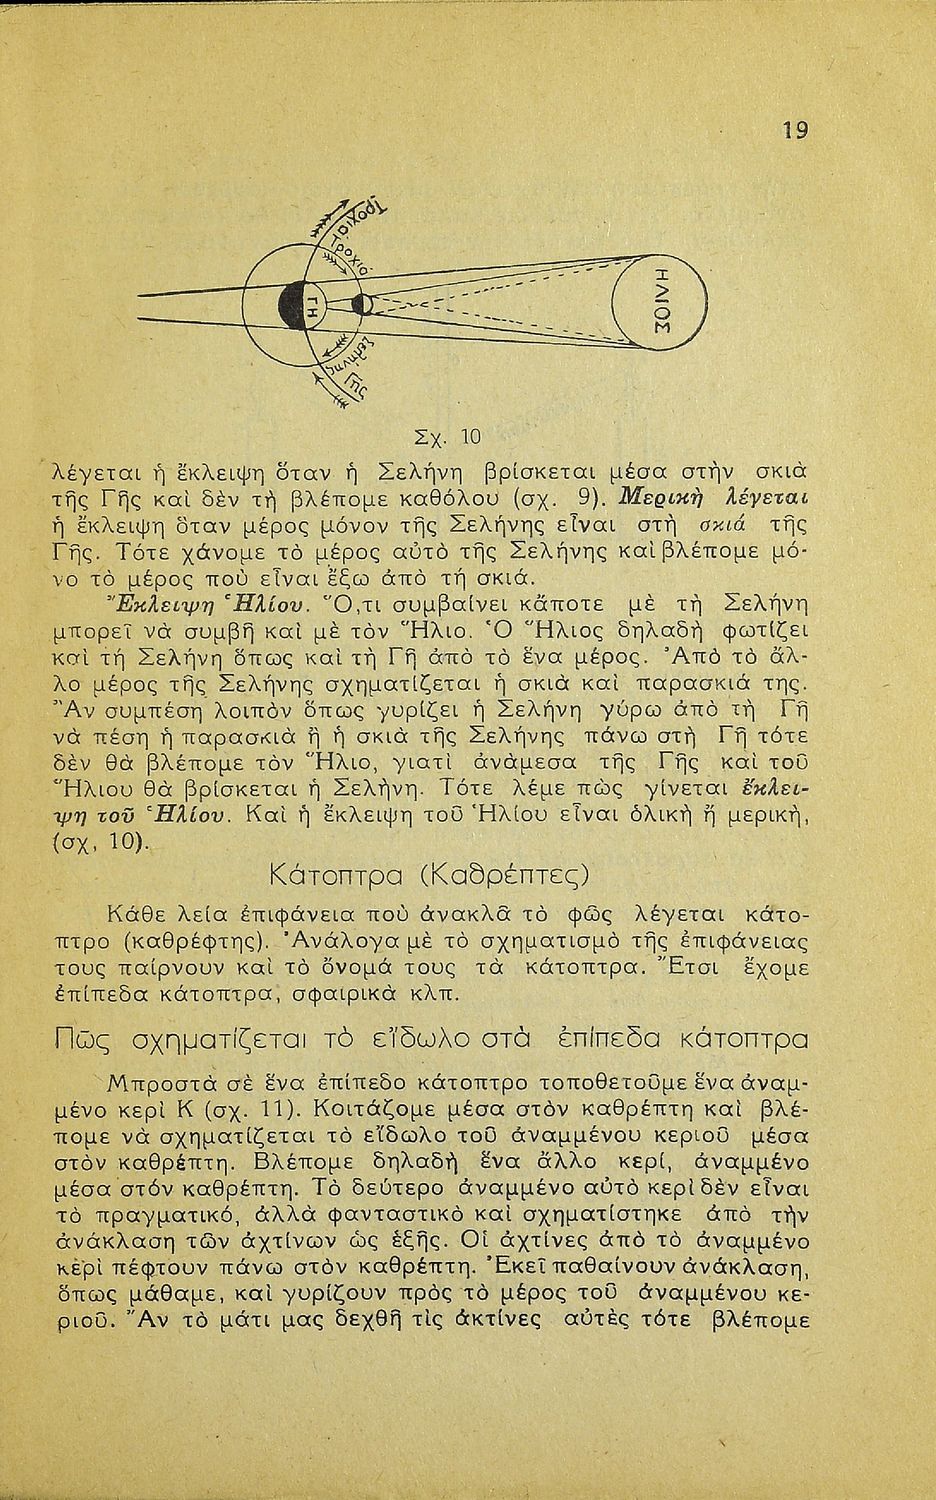 19
Τροχιά
Τροχιά
ΓΗ
ΗΛΙΟΣ
Σελήνης
Γῆς
Σχ. 10
λέγεται ἡ ἔκλειψη ὅταν ἡ Σελήνη βρίσκεται μέσα στὴν σκιὰ
τῆς Γῆς καὶ δὲν τὴ βλέπομε καθόλου (σχ. 9). Μερικὴ λέγεται
ἡ ἔκλειψη ὅταν μέρος μόνον τῆς Σελήνης εἶναι στὴ σκιά τῆς
Γῆς. Τότε χάνομε τὸ μέρος αὐτὸ τῆς Σελήνης καὶ βλέπομε μό-
νο τὸ μέρος ποὺ εἶναι ἔξω ἀπὸ τή σκιά.
Ἔκλειψη Ἡλίου. Ὅ,τι συμβαίνει κἄποτε μὲ τὴ Σελήνη
μπορεῖ νὰ συμβῆ καὶ μὲ τὸν Ἥλιο. Ὁ Ἥλιος δηλαδὴ φωτίζει
καὶ τή Σελήνη ὅπως καὶ τὴ Γῆ ἀπὸ τὸ ἕνα μέρος. Ἀπὸ τὸ ἄλ-
λο μέρος τῆς Σελήνης σχηματίζεται ἡ σκιὰ καὶ παρασκιά της.
Ἂν συμπέση λοιπὸν ὅπως γυρίζει ἡ Σελήνη γύρω ἀπὸ τὴ Γῆ
νὰ πέση ἡ παρασκιὰ ἢ ἡ σκιὰ τῆς Σελήνης πάνω στὴ Γῆ τότε
δὲν θὰ βλέπομε τὸν Ἥλιο, γιατὶ ἀνάμεσα τῆς Γῆς καὶ τοῦ
Ἥλιου θὰ βρίσκεται ἡ Σελὴνη. Τότε λέμε πὼς γίνεται ἔκλει-
ψη τοῦ Ἡλίου. Καὶ ἡ ἔκλειψη τοῦ Ἡλίου εἶναι ὁλικὴ ἤ μερικὴ,
(σχ, 10).
Κάτοπτρα (Καθρέπτες)
Κάθε λεία ἐπιφάνεια ποὺ ἀνακλᾶ τὸ φῶς λέγεται κάτο-
πτρο (καθρέφτης). Ἀνάλογα μὲ τὸ σχηματισμὸ τῆς ἐπιφάνειας
τους παίρνουν καὶ τὸ ὄνομά τους τὰ κάτοπτρα. Ἔτσι ἔχομε
ἐπίπεδα κάτοπτρα, σφαιρικὰ κλπ.
Πῶς σχηματίζεται τὸ εἴδωλο στὰ ἐπίπεδα κάτοπτρα
Μπροστὰ σὲ ἕνα ἐπίπεδο κάτοπτρο τοποθετοῦμε ἕνα ἀναμ-
μένο κερὶ Κ (σχ. 11). Κοιτάζομε μέσα στὸν καθρέπτη καὶ βλέ-
πομε νὰ σχηματίζεται τὸ εἴδωλο τοῦ ἀναμμένου κεριοῦ μέσα
στὸν καθρέπτη. Βλέπομε δηλαδὴ ἕνα ἄλλο κερί, ἀναμμένο
μέσα στόν καθρέπτη. Τὸ δεύτερο ἀναμμένο αὐτὸ κερὶ δὲν εἶναι
τὸ πραγματικό, ἀλλὰ φανταστικὸ καὶ σχηματίστηκε ἀπὸ τὴν
ἀνάκλαση τῶν ἀχτίνων ὡς ἑξῆς. Οἱ ἀχτίνες ἀπὸ τὸ ἀναμμένο
κερὶ πέφτουν πάνω στὸν καθρέπτη. Ἐκεῖ παθαίνουν ἀνάκλαση,
ὅπως μάθαμε, καὶ γυρίζουν πρὸς τὸ μέρος τοῦ ἀναμμένου κε-
ριοῦ. Ἂν τὸ μάτι μας δεχθῆ τὶς ἀκτίνες αὐτὲς τότε βλέπομε